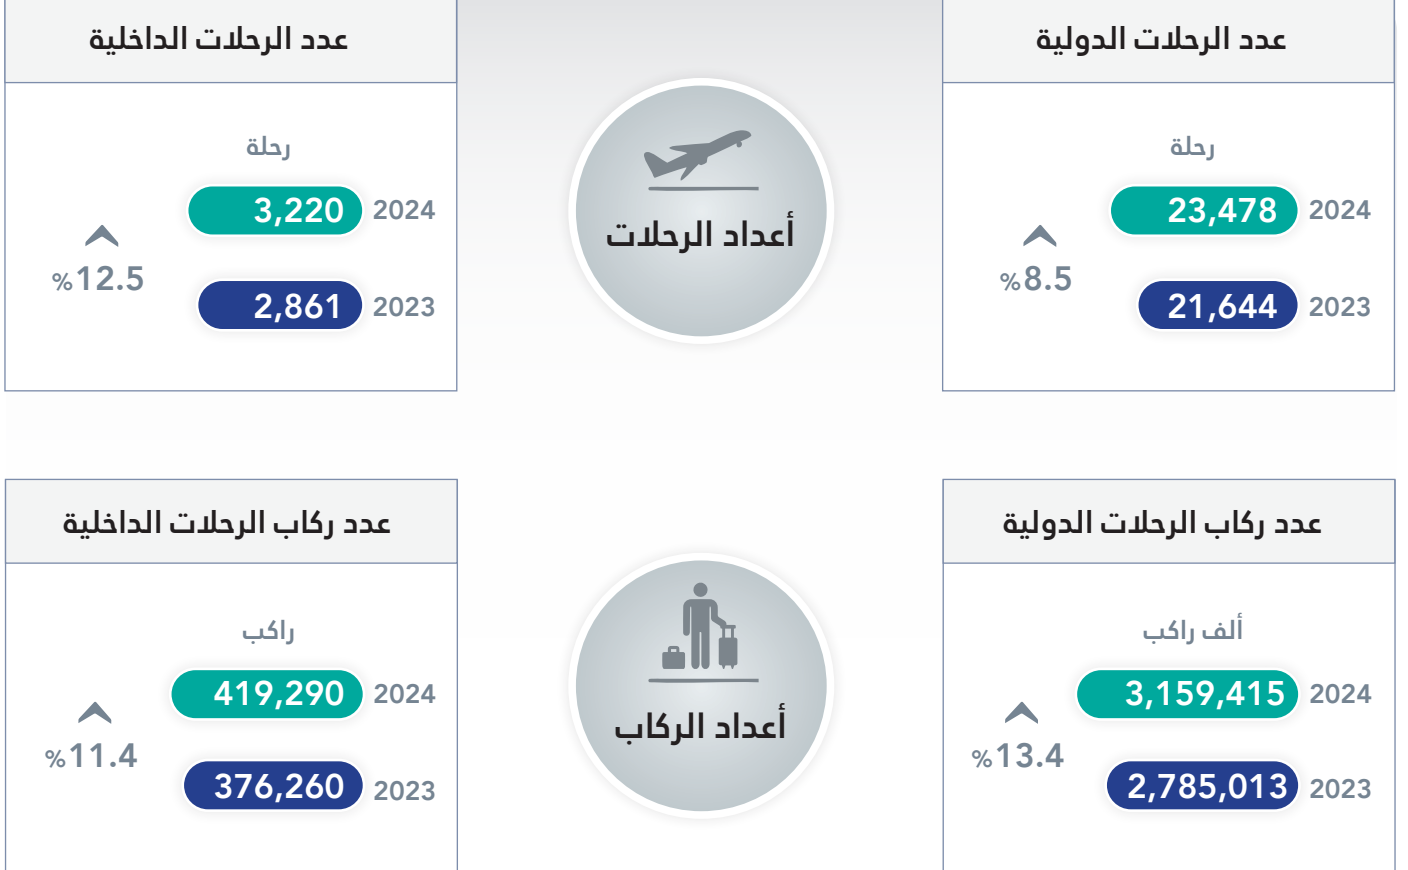 عدد الرحلات الدولية
رحلة
2024 23,478
2023 21,644
%8.5
أعداد الرحلات
عدد الرحلات الداخلية
رحلة
2024 3,220
2023 2,861
%12.5
عدد ركاب الرحلات الدولية
ألف راكب
2024 3,159,415
2023 2,785,013
%13.4
أعداد الركاب
عدد ركاب الرحلات الداخلية
راكب
2024 419,290
2023 376,260
%11.4